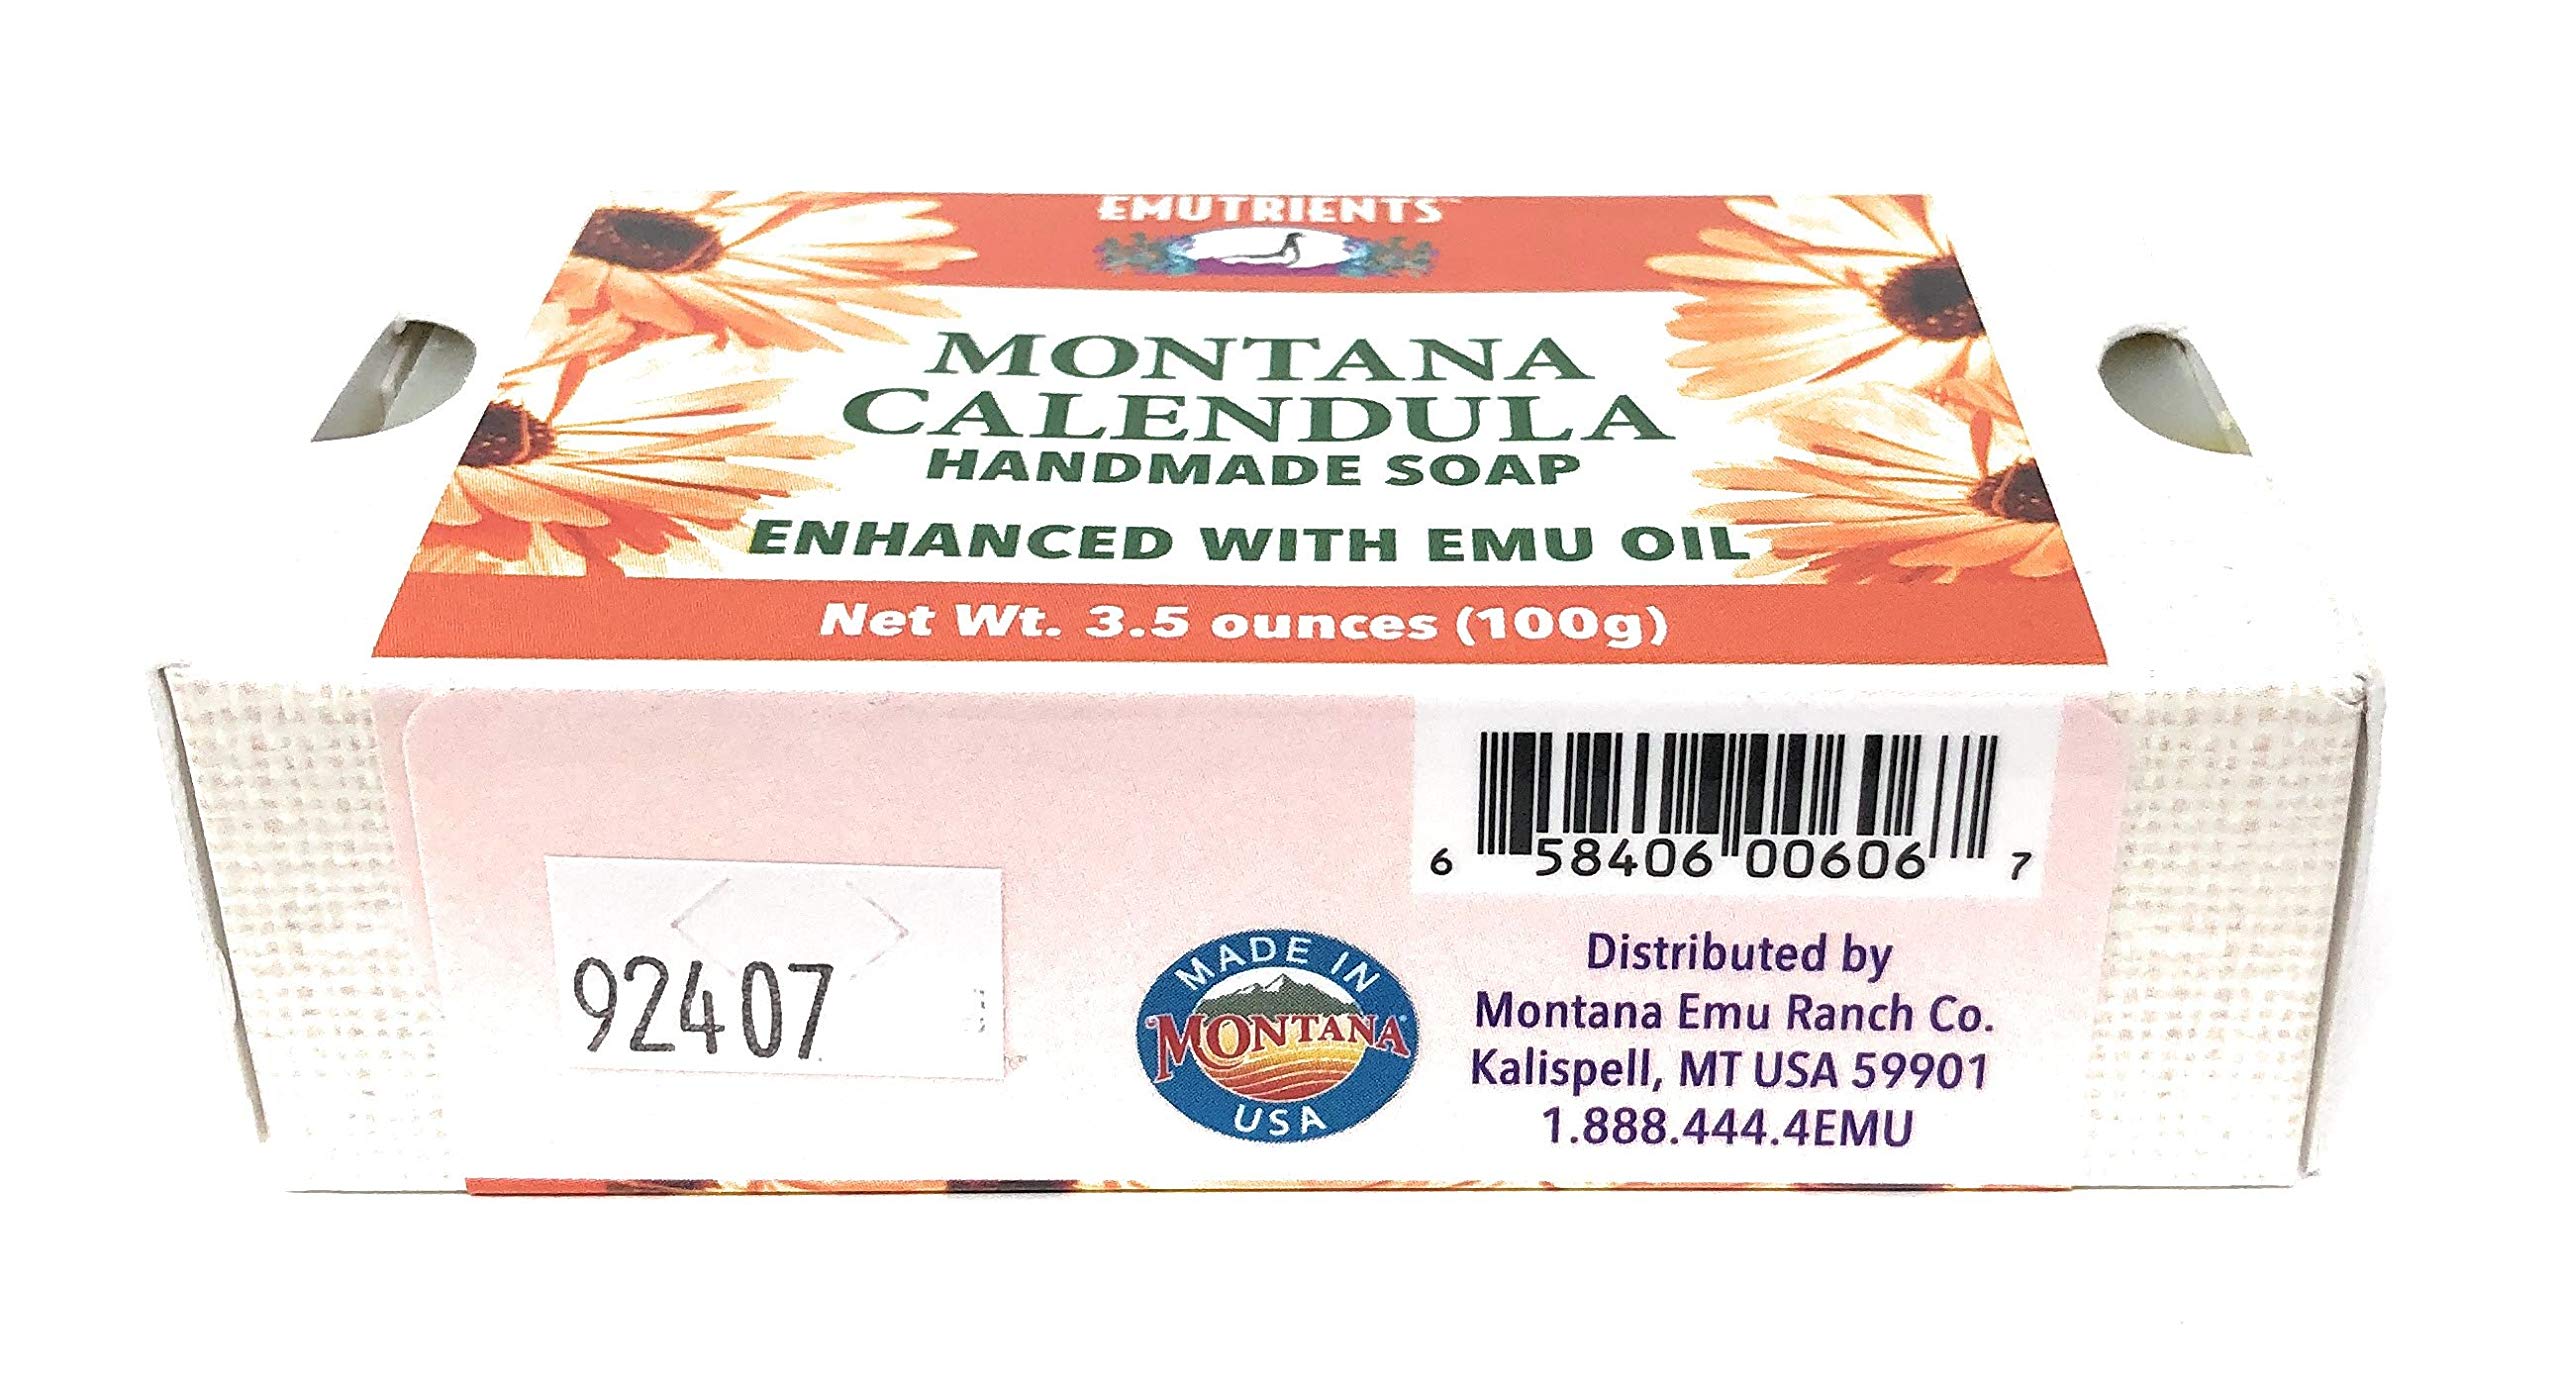 EMUTRIENTS™
MONTANA
CALENDULA
HANDMADE SOAP
ENHANCED WITH EMU OIL
Net Wt. 3.5 ounces (100g)
6 58406 00606 7
92407
MADE IN
MONTANA
USA
Distributed by
Montana Emu Ranch Co.
Kalispell, MT USA 59901
1.888.444.4EMU